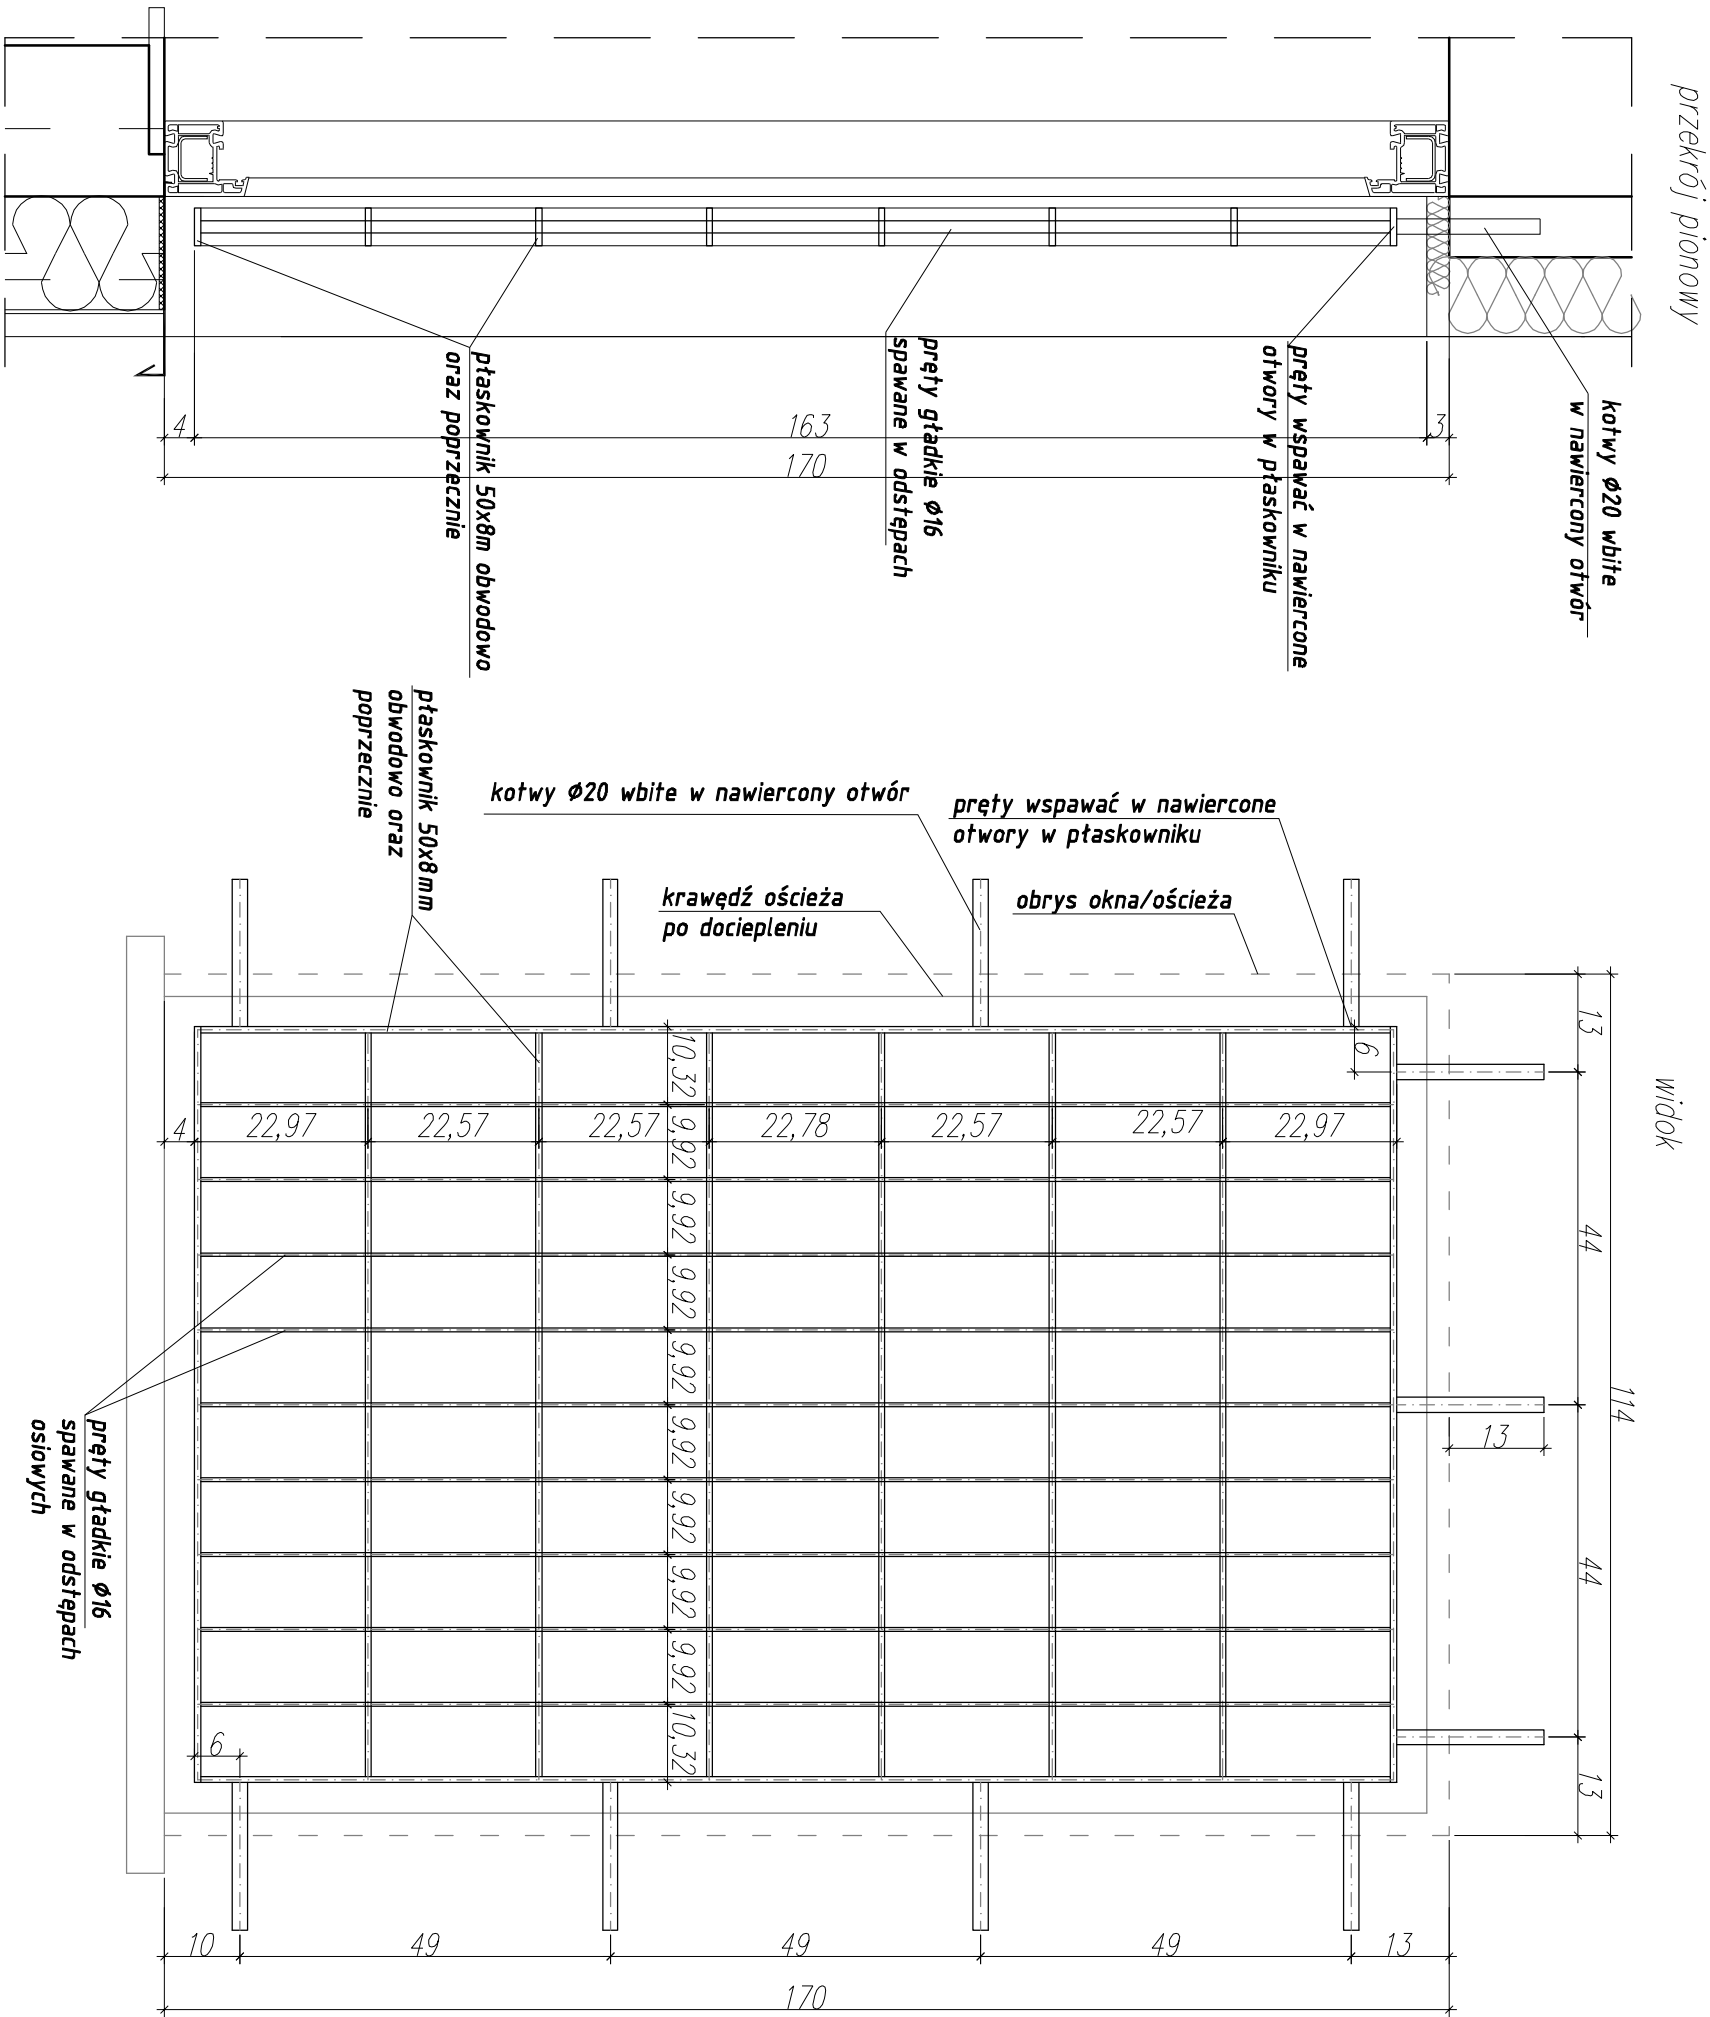 przekrój pionowy
kotwy Ø20 wbite
w nawiercony otwór
pręty wspawać w nawiercone
otwory w płaskowniku
pręty gładkie Ø16
spawane w odstępach
płaskownik 50x8m obwodowo
oraz poprzecznie
4
163
3
170
widok
płaskownik 50x8mm
obwodowo oraz
poprzecznie
kotwy Ø20 wbite w nawiercony otwór
pręty wspawać w nawiercone
otwory w płaskowniku
krawędź ościeża
po dociepleniu
obrys okna/ościeża
13
44
44
13
114
13
6
4
22,97
22,57
22,57
22,78
22,57
22,57
22,97
10,32
9,92
9,92
9,92
9,92
9,92
9,92
9,92
9,92
10,32
6
pręty gładkie Ø16
spawane w odstępach
osiowych
10
49
49
49
13
170